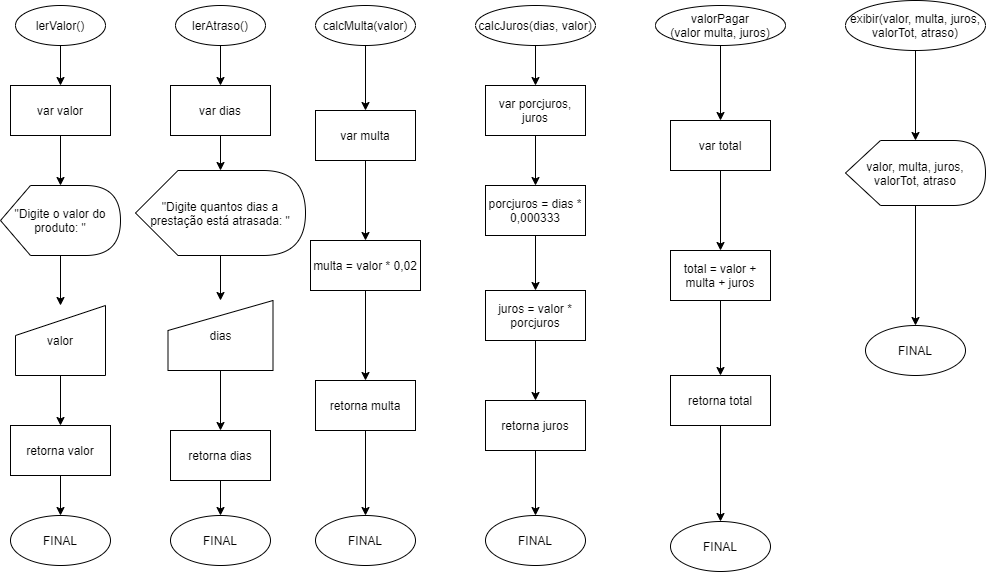 lerValor()
var valor
"Digite o valor do
produto: "
valor
retorna valor
FINAL
lerAtraso()
var dias
"Digite quantos dias a
prestação está atrasada: "
dias
retorna dias
FINAL
calcMulta(valor)
var multa
multa = valor * 0,02
retorna multa
FINAL
calcJuros(dias, valor)
var porcjuros,
juros
porcjuros = dias *
0,000333
juros = valor *
porcjuros
retorna juros
FINAL
valorPagar
(valor multa, juros)
var total
total = valor +
multa + juros
retorna total
FINAL
exibir(valor, multa, juros,
valorTot, atraso)
valor, multa, juros,
valorTot, atraso
FINAL